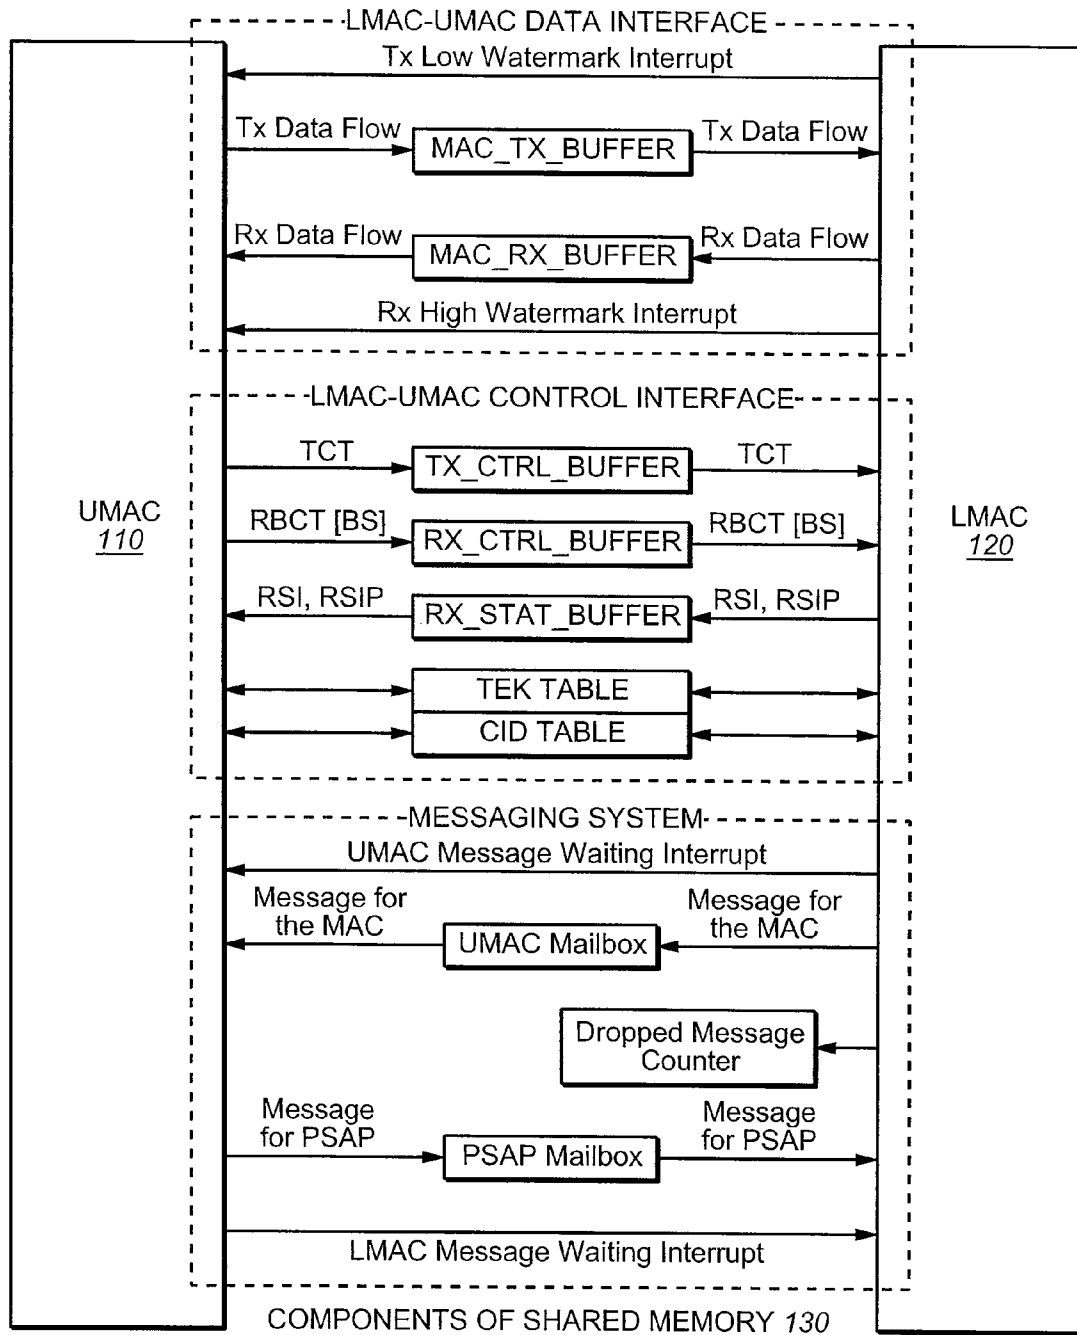 LMAC-UMAC DATA INTERFACE
Tx Low Watermark Interrupt
Tx Data Flow
MAC_TX_BUFFER
Tx Data Flow
Rx Data Flow
MAC_RX_BUFFER
Rx Data Flow
Rx High Watermark Interrupt
LMAC-UMAC CONTROL INTERFACE
TCT
TX_CTRL_BUFFER
TCT
UMAC
110
RBCT [BS]
RX_CTRL_BUFFER
RBCT [BS]
LMAC
120
RSI, RSIP
RX_STAT_BUFFER
RSI, RSIP
TEK TABLE
CID TABLE
MESSAGING SYSTEM
UMAC Message Waiting Interrupt
Message for
the MAC
UMAC Mailbox
Message for
the MAC
Dropped Message
Counter
Message
for PSAP
PSAP Mailbox
Message
for PSAP
LMAC Message Waiting Interrupt
COMPONENTS OF SHARED MEMORY 130